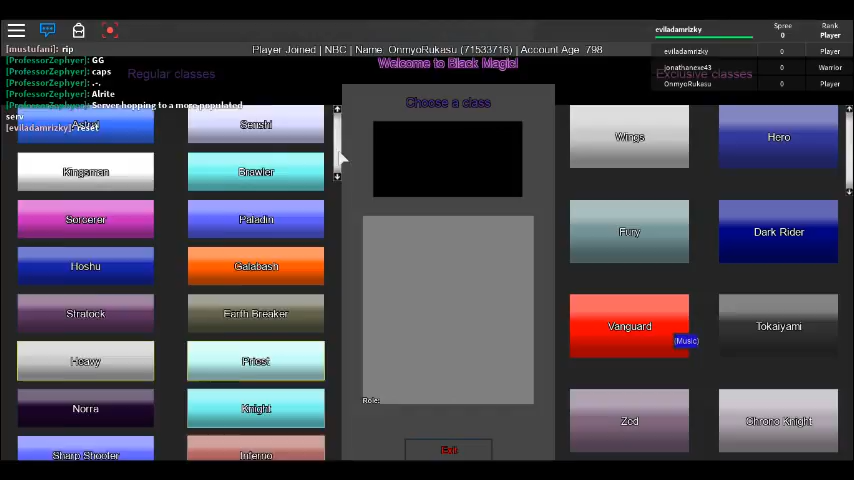 eviladamrizky
Spree
0
Rank
Player
[mustufani]: rip
Player Joined | NBC | Name: OnmyoRukasu (71533716) | Account Age 798
eviladamrizky 0 Player
[ProfessorZephyer]: GG
Welcome to Black Magic!
jonathanexe43 0 Warrior
[ProfessorZephyer]: caps
Regular classes
Exclusive classes
[ProfessorZephyer]: .-.
OnmyoRukasu 0 Player
[ProfessorZephyer]: Alrite
[ProfessorZephyer]: Server hopping to a more populated
serv
[eviladamrizky]: reset
Choose a class
Astral
Senshi
Wings
Hero
Kingsman
Brawler
Sorcerer
Paladin
Fury
Dark Rider
Hoshu
Galabash
Stratock
Earth Breaker
Vanguard
(Music)
Tokaiyami
Heavy
Priest
Role:
Norra
Knight
Zed
Chrono Knight
Sharp Shooter
Inferno
Exit